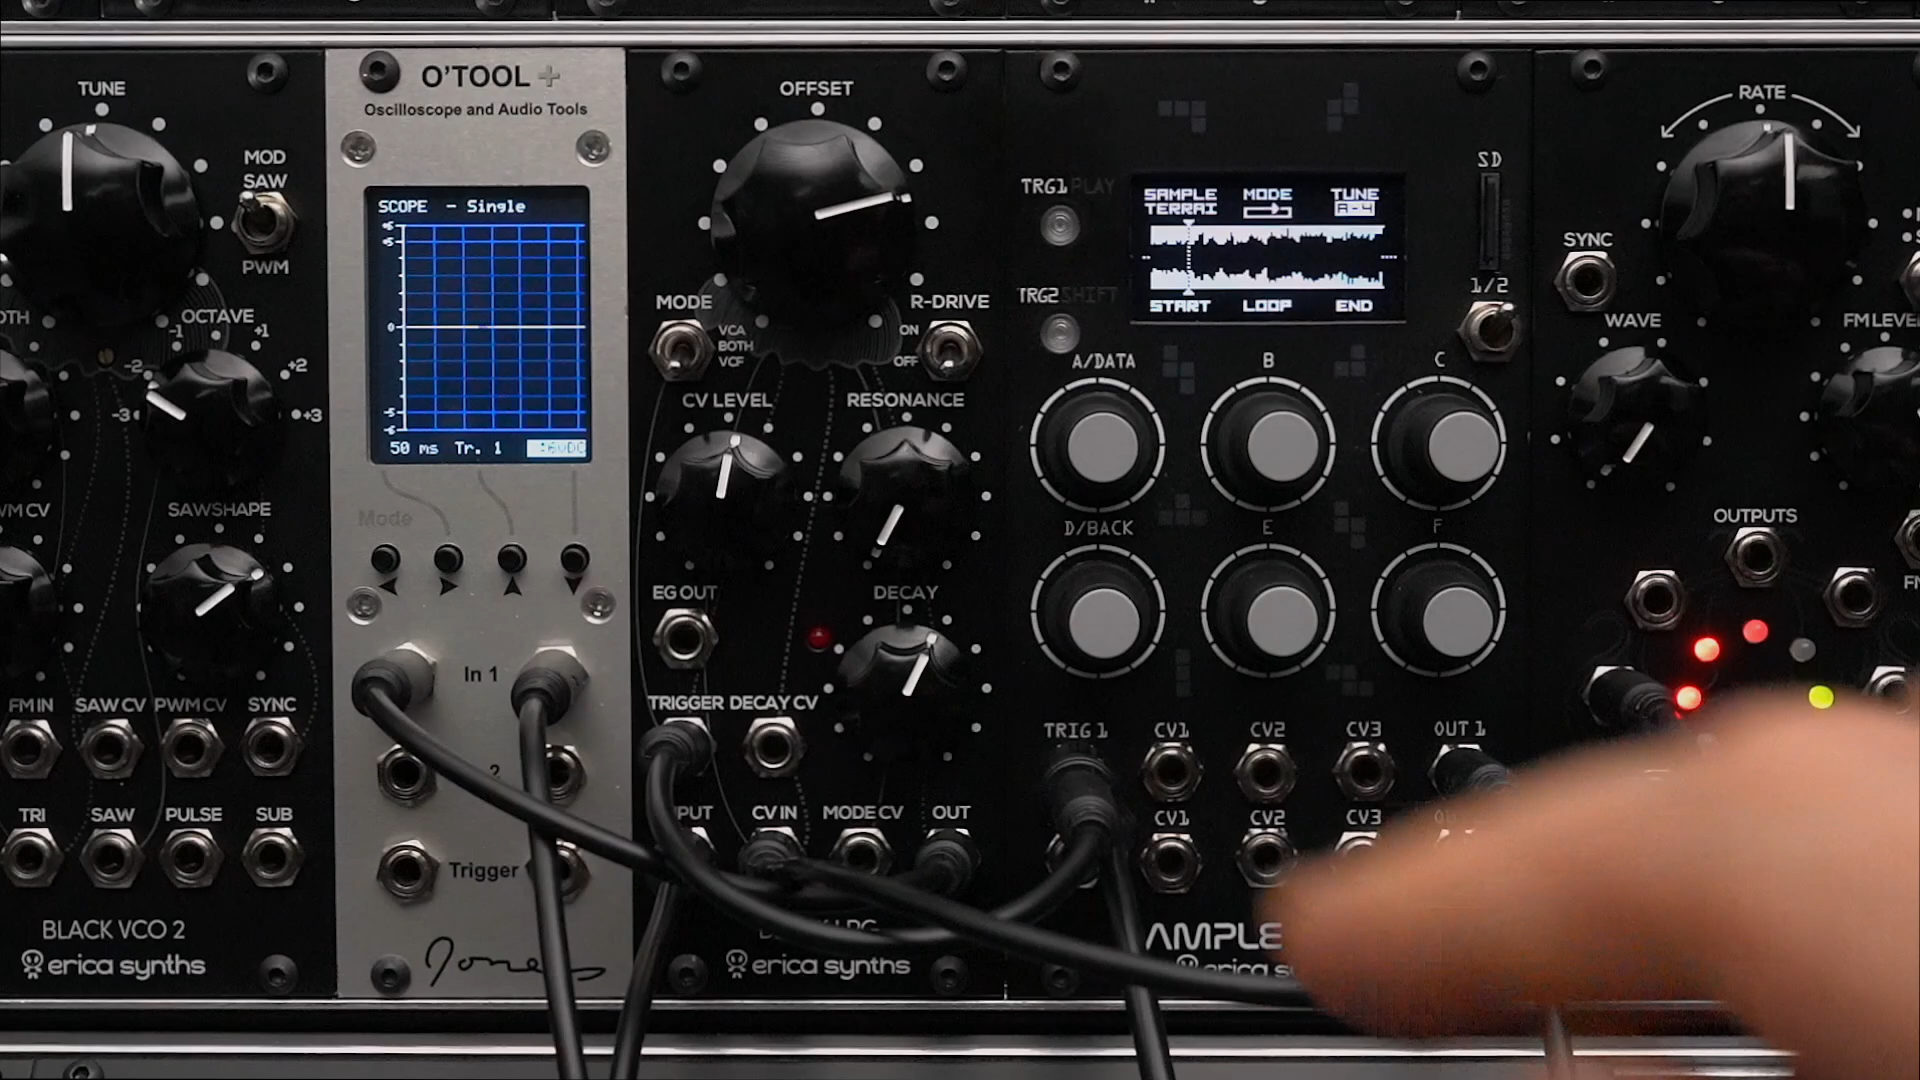 TUNE
MOD
SAW
PWM
OCTAVE
-1
+1
-2
+2
-3
+3
SAWSHAPE
FM IN
SAW CV
PWM CV
SYNC
TRI
SAW
PULSE
SUB
BLACK VCO 2
erica synths
O'TOOL +
Oscilloscope and Audio Tools
SCOPE - Single
0
-5
50 ms Tr. 1
Mode
In 1
2
Trigger
Jones
OFFSET
MODE
VCA
BOTH
VCF
R-DRIVE
ON
OFF
CV LEVEL
RESONANCE
EG OUT
DECAY
TRIGGER
DECAY CV
CV IN
MODE CV
OUT
erica synths
TRG1 PLAY
TRG2 SHIFT
SAMPLE MODE TUNE
TERRAI A-4
START LOOP END
SD
1/2
A/DATA
B
C
D/BACK
E
F
TRIG 1
CV1
CV2
CV3
OUT 1
CV1
CV2
CV3
RATE
SYNC
WAVE
OUTPUTS